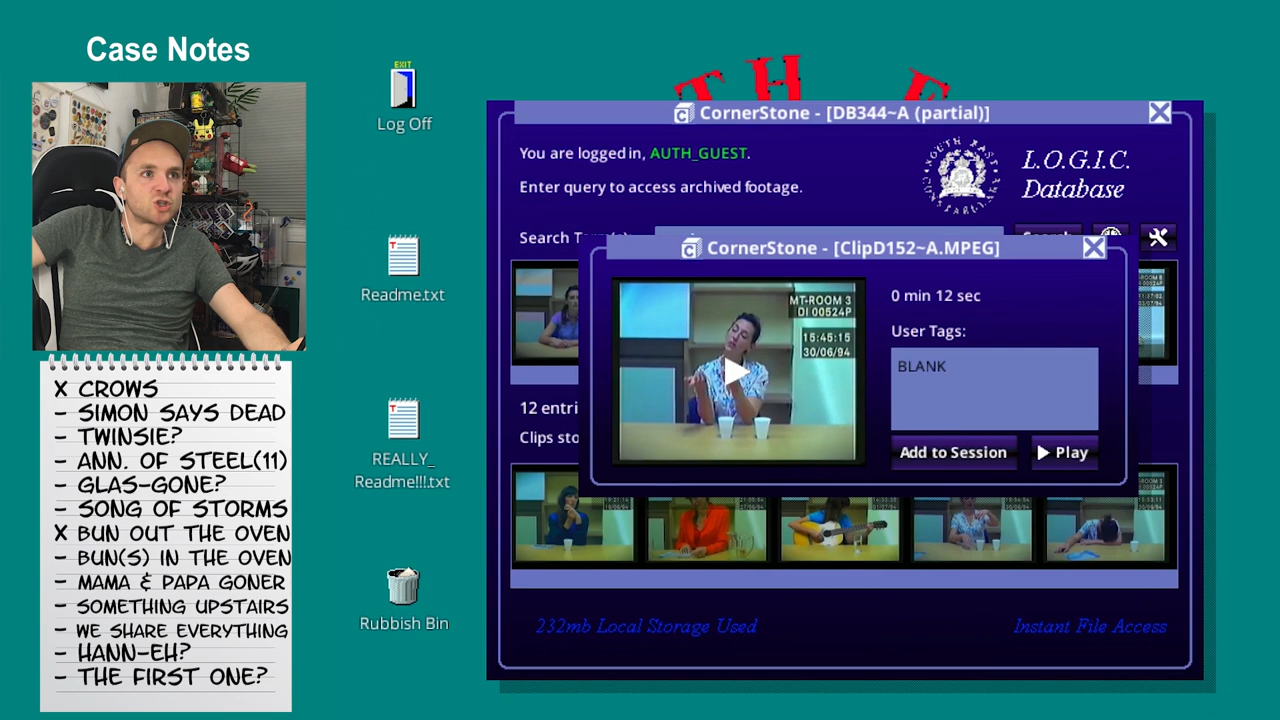 Case Notes
X CROWS
- SIMON SAYS DEAD
- TWINSIE?
- ANN. OF STEEL(11)
- GLAS-GONE?
- SONG OF STORMS
X BUN OUT THE OVEN
- BUN(S) IN THE OVEN
- MAMA & PAPA GONER
- SOMETHING UPSTAIRS
- WE SHARE EVERYTHING
- HANN-EH?
- THE FIRST ONE?
EXIT
Log Off
Readme.txt
REALLY_
Readme!!!.txt
Rubbish Bin
T H E
CornerStone - [DB344~A (partial)]
You are logged in, AUTH_GUEST.
Enter query to access archived footage.
L.O.G.I.C.
Database
Search
CornerStone - [ClipD152~A.MPEG]
MT-ROOM 3
DI 00524P
15:45:15
30/06/94
0 min 12 sec
User Tags:
BLANK
Add to Session
Play
12 entri
Clips sto
232mb Local Storage Used
Instant File Access